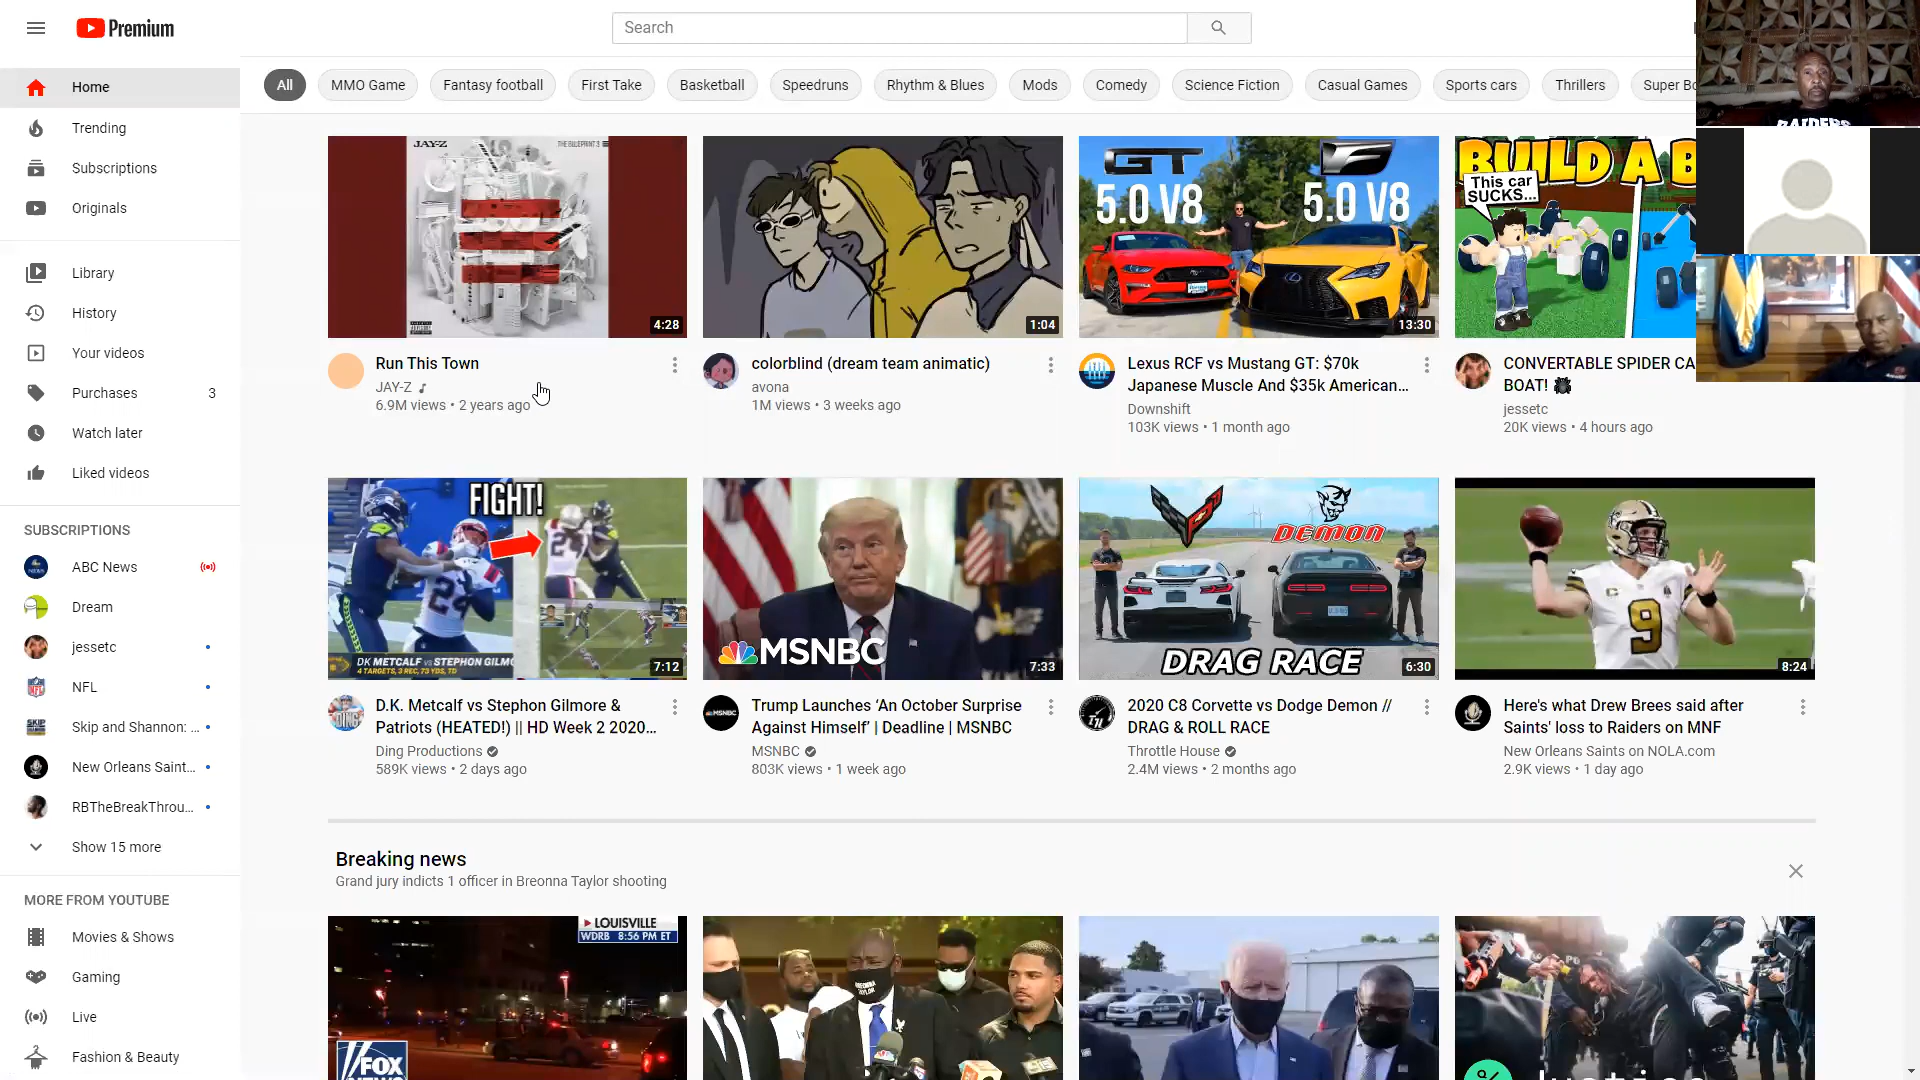 Premium
Search
Home
Trending
Subscriptions
Originals
Library
History
Your videos
Purchases 3
Watch later
Liked videos
SUBSCRIPTIONS
ABC News
Dream
jessetc
NFL
Skip and Shannon: ...
New Orleans Saint...
RBTheBreakThrou...
Show 15 more
MORE FROM YOUTUBE
Movies & Shows
Gaming
Live
Fashion & Beauty
All MMO Game Fantasy football First Take Basketball Speedruns Rhythm & Blues Mods Comedy Science Fiction Casual Games Sports cars Thrillers Super Bo
JAY-Z THE BLUEPRINT 3
4:28
Run This Town
JAY-Z
6.9M views • 2 years ago
1:04
colorblind (dream team animatic)
avona
1M views • 3 weeks ago
GT F
5.0 V8 5.0 V8
13:30
Lexus RCF vs Mustang GT: $70k
Japanese Muscle And $35k American...
Downshift
103K views • 1 month ago
BUILD A B
This car
SUCKS...
CONVERTABLE SPIDER CA
BOAT!
jessetc
20K views • 4 hours ago
RAIDERS
FIGHT!
24
DK METCALF vs STEPHON GILMO
4 TARGETS, 3 REC, 73 YDS, TD
7:12
D.K. Metcalf vs Stephon Gilmore &
Patriots (HEATED!) || HD Week 2 2020...
Ding Productions
589K views • 2 days ago
MSNBC
7:33
Trump Launches ‘An October Surprise
Against Himself’ | Deadline | MSNBC
MSNBC
803K views • 1 week ago
DEMON
DRAG RACE
6:30
2020 C8 Corvette vs Dodge Demon //
DRAG & ROLL RACE
Throttle House
2.4M views • 2 months ago
9
8:24
Here's what Drew Brees said after
Saints' loss to Raiders on MNF
New Orleans Saints on NOLA.com
2.9K views • 1 day ago
Breaking news
Grand jury indicts 1 officer in Breonna Taylor shooting
LOUISVILLE
WDRB 8:56 PM ET
FOX
BREONNA
TAYLOR